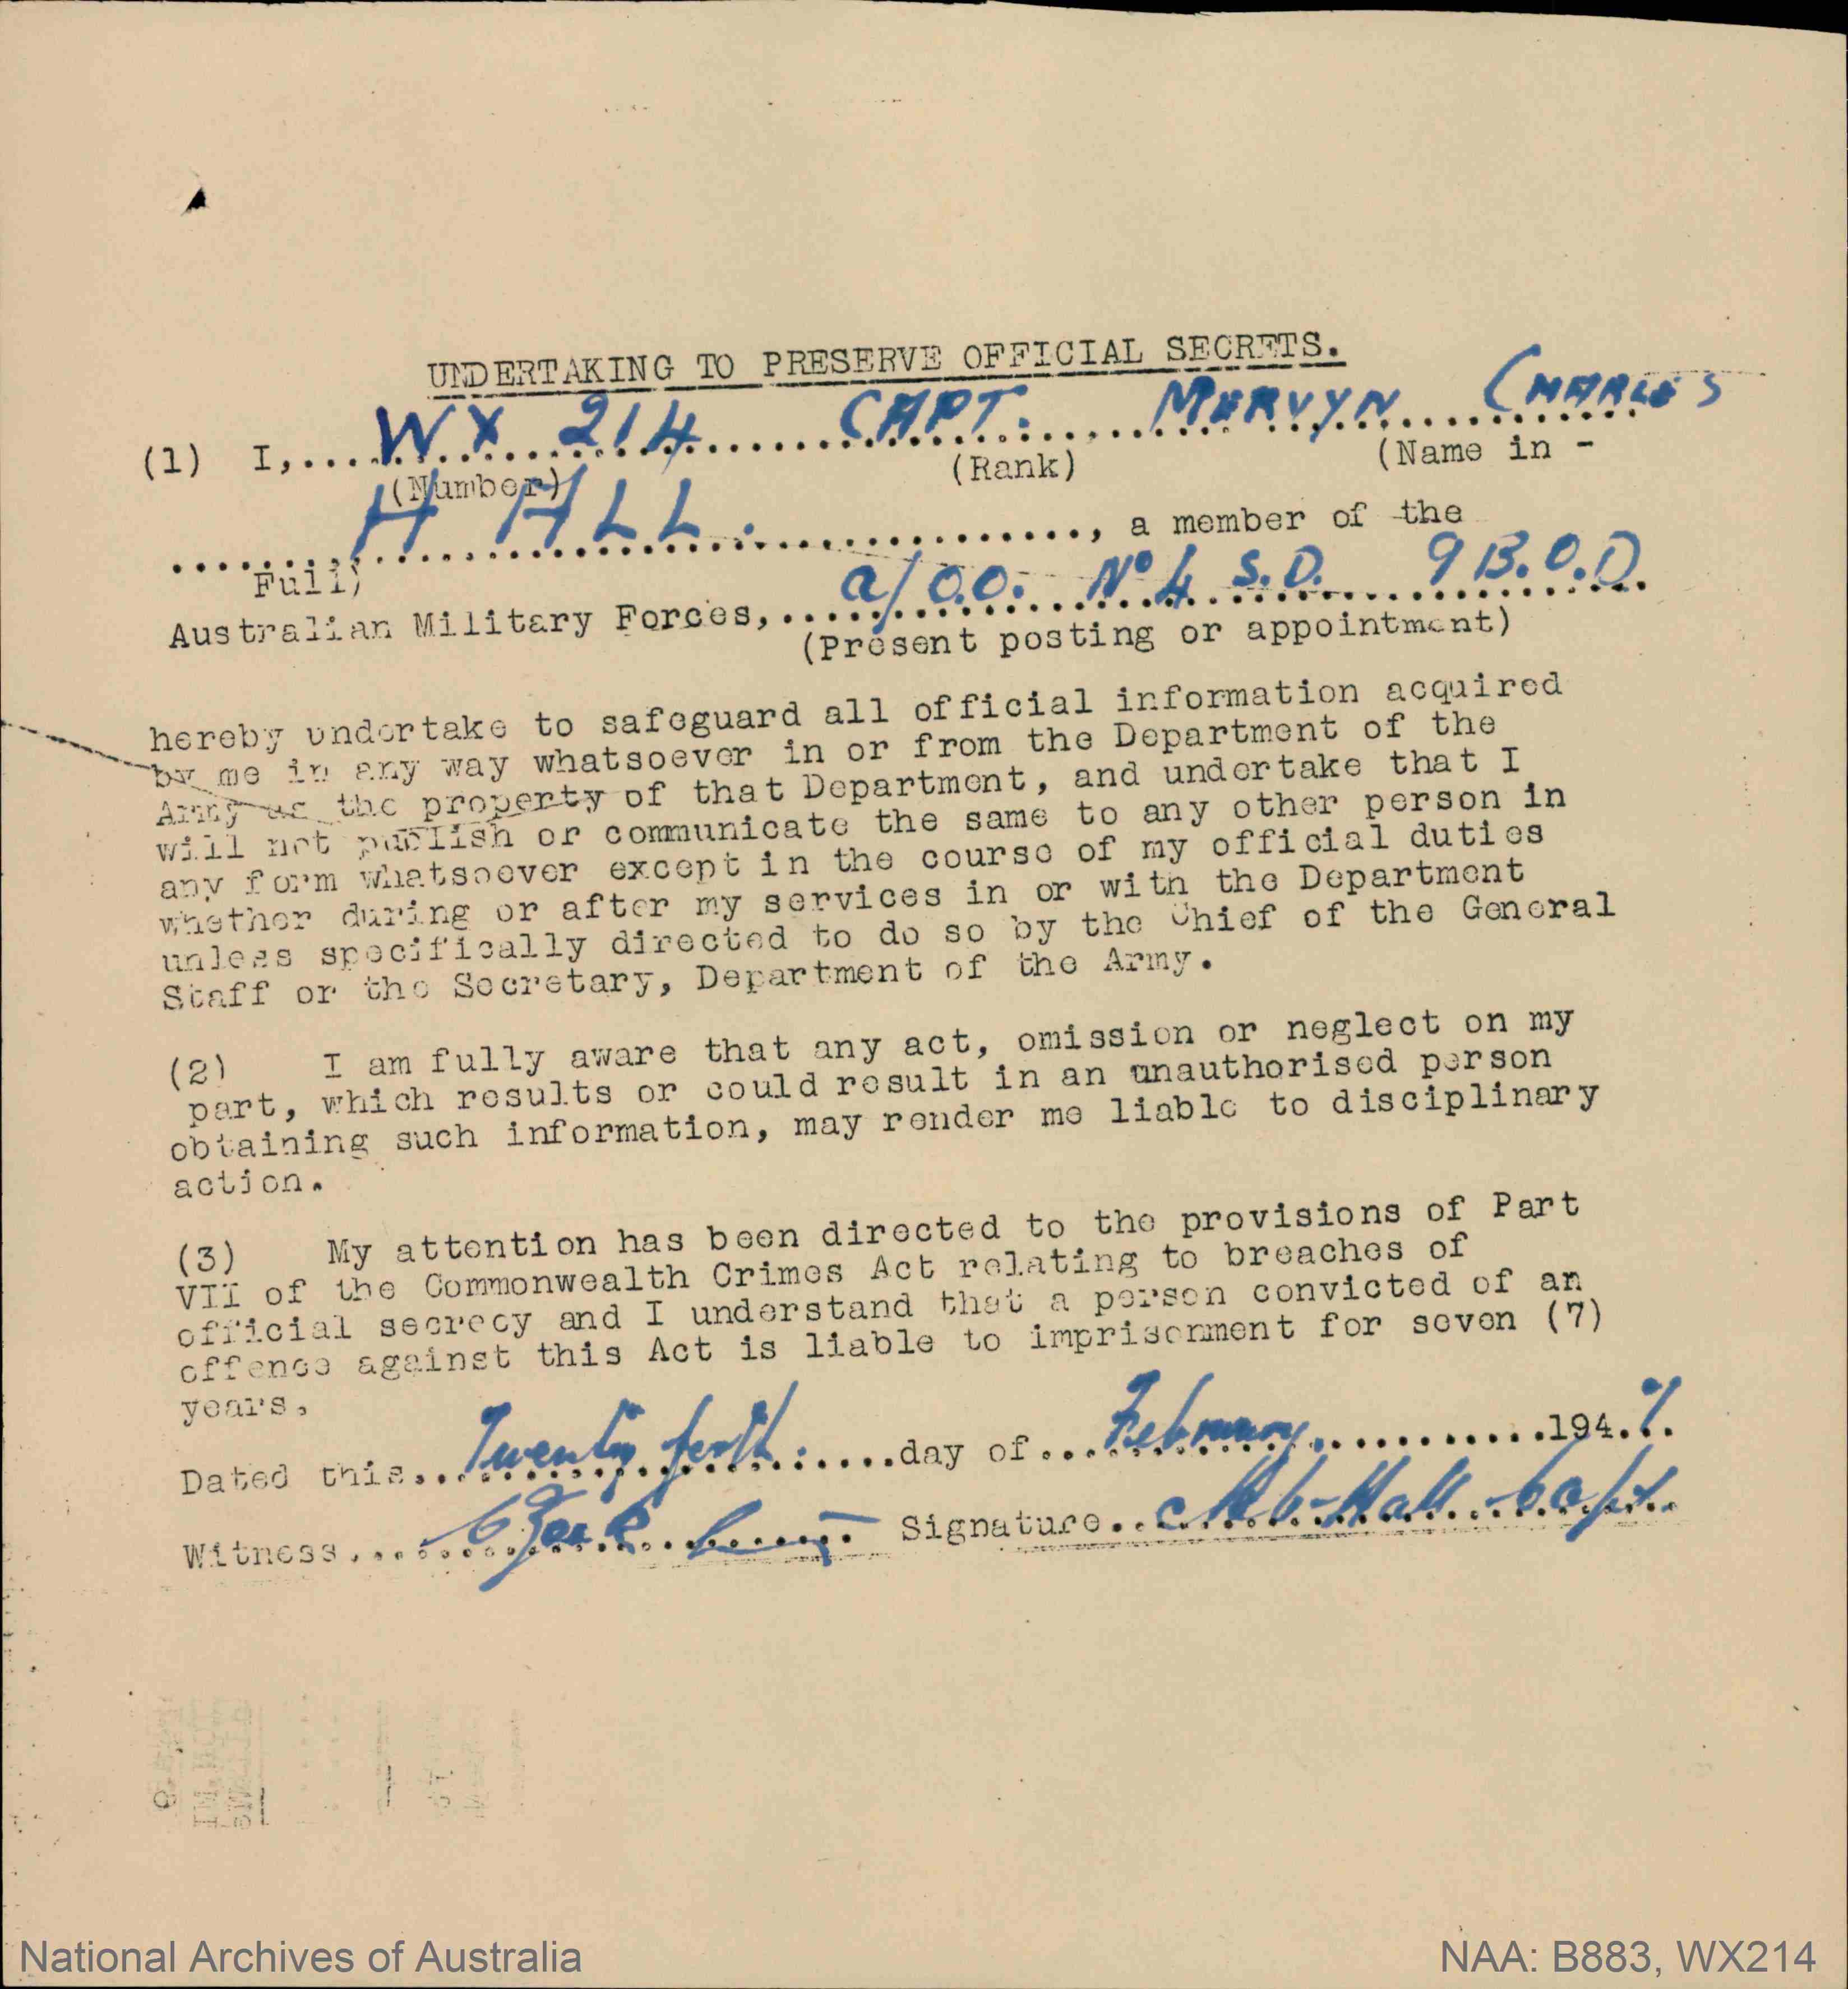 UNDERTAKING TO PRESERVE OFFICIAL SECRETS.
(1) I,....WX 214.....CAPT......MERVYN CHARLES
(Number) (Rank) (Name in -
HALL., a member of the
Full)
Australian Military Forces,....a/O.O. No 4 S.D. 9 B.O.D.
(Present posting or appointment)
hereby undertake to safeguard all official information acquired
by me in any way whatsoever in or from the Department of the
Army as the property of that Department, and undertake that I
will not publish or communicate the same to any other person in
any form whatsoever except in the course of my official duties
whether during or after my services in or with the Department
unless specifically directed to do so by the Chief of the General
Staff or the Secretary, Department of the Army.
(2) I am fully aware that any act, omission or neglect on my
part, which results or could result in an unauthorised person
obtaining such information, may render me liable to disciplinary
action.
(3) My attention has been directed to the provisions of Part
VII of the Commonwealth Crimes Act relating to breaches of
official secrecy and I understand that a person convicted of an
offence against this Act is liable to imprisonment for seven (7)
years.
Dated this...Twenty.....day of...February..........194.7.
Witness... Signature..M C Hall Capt..
National Archives of Australia NAA: B883, WX214